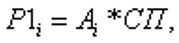 P1ᵢ = Aᵢ *СП,